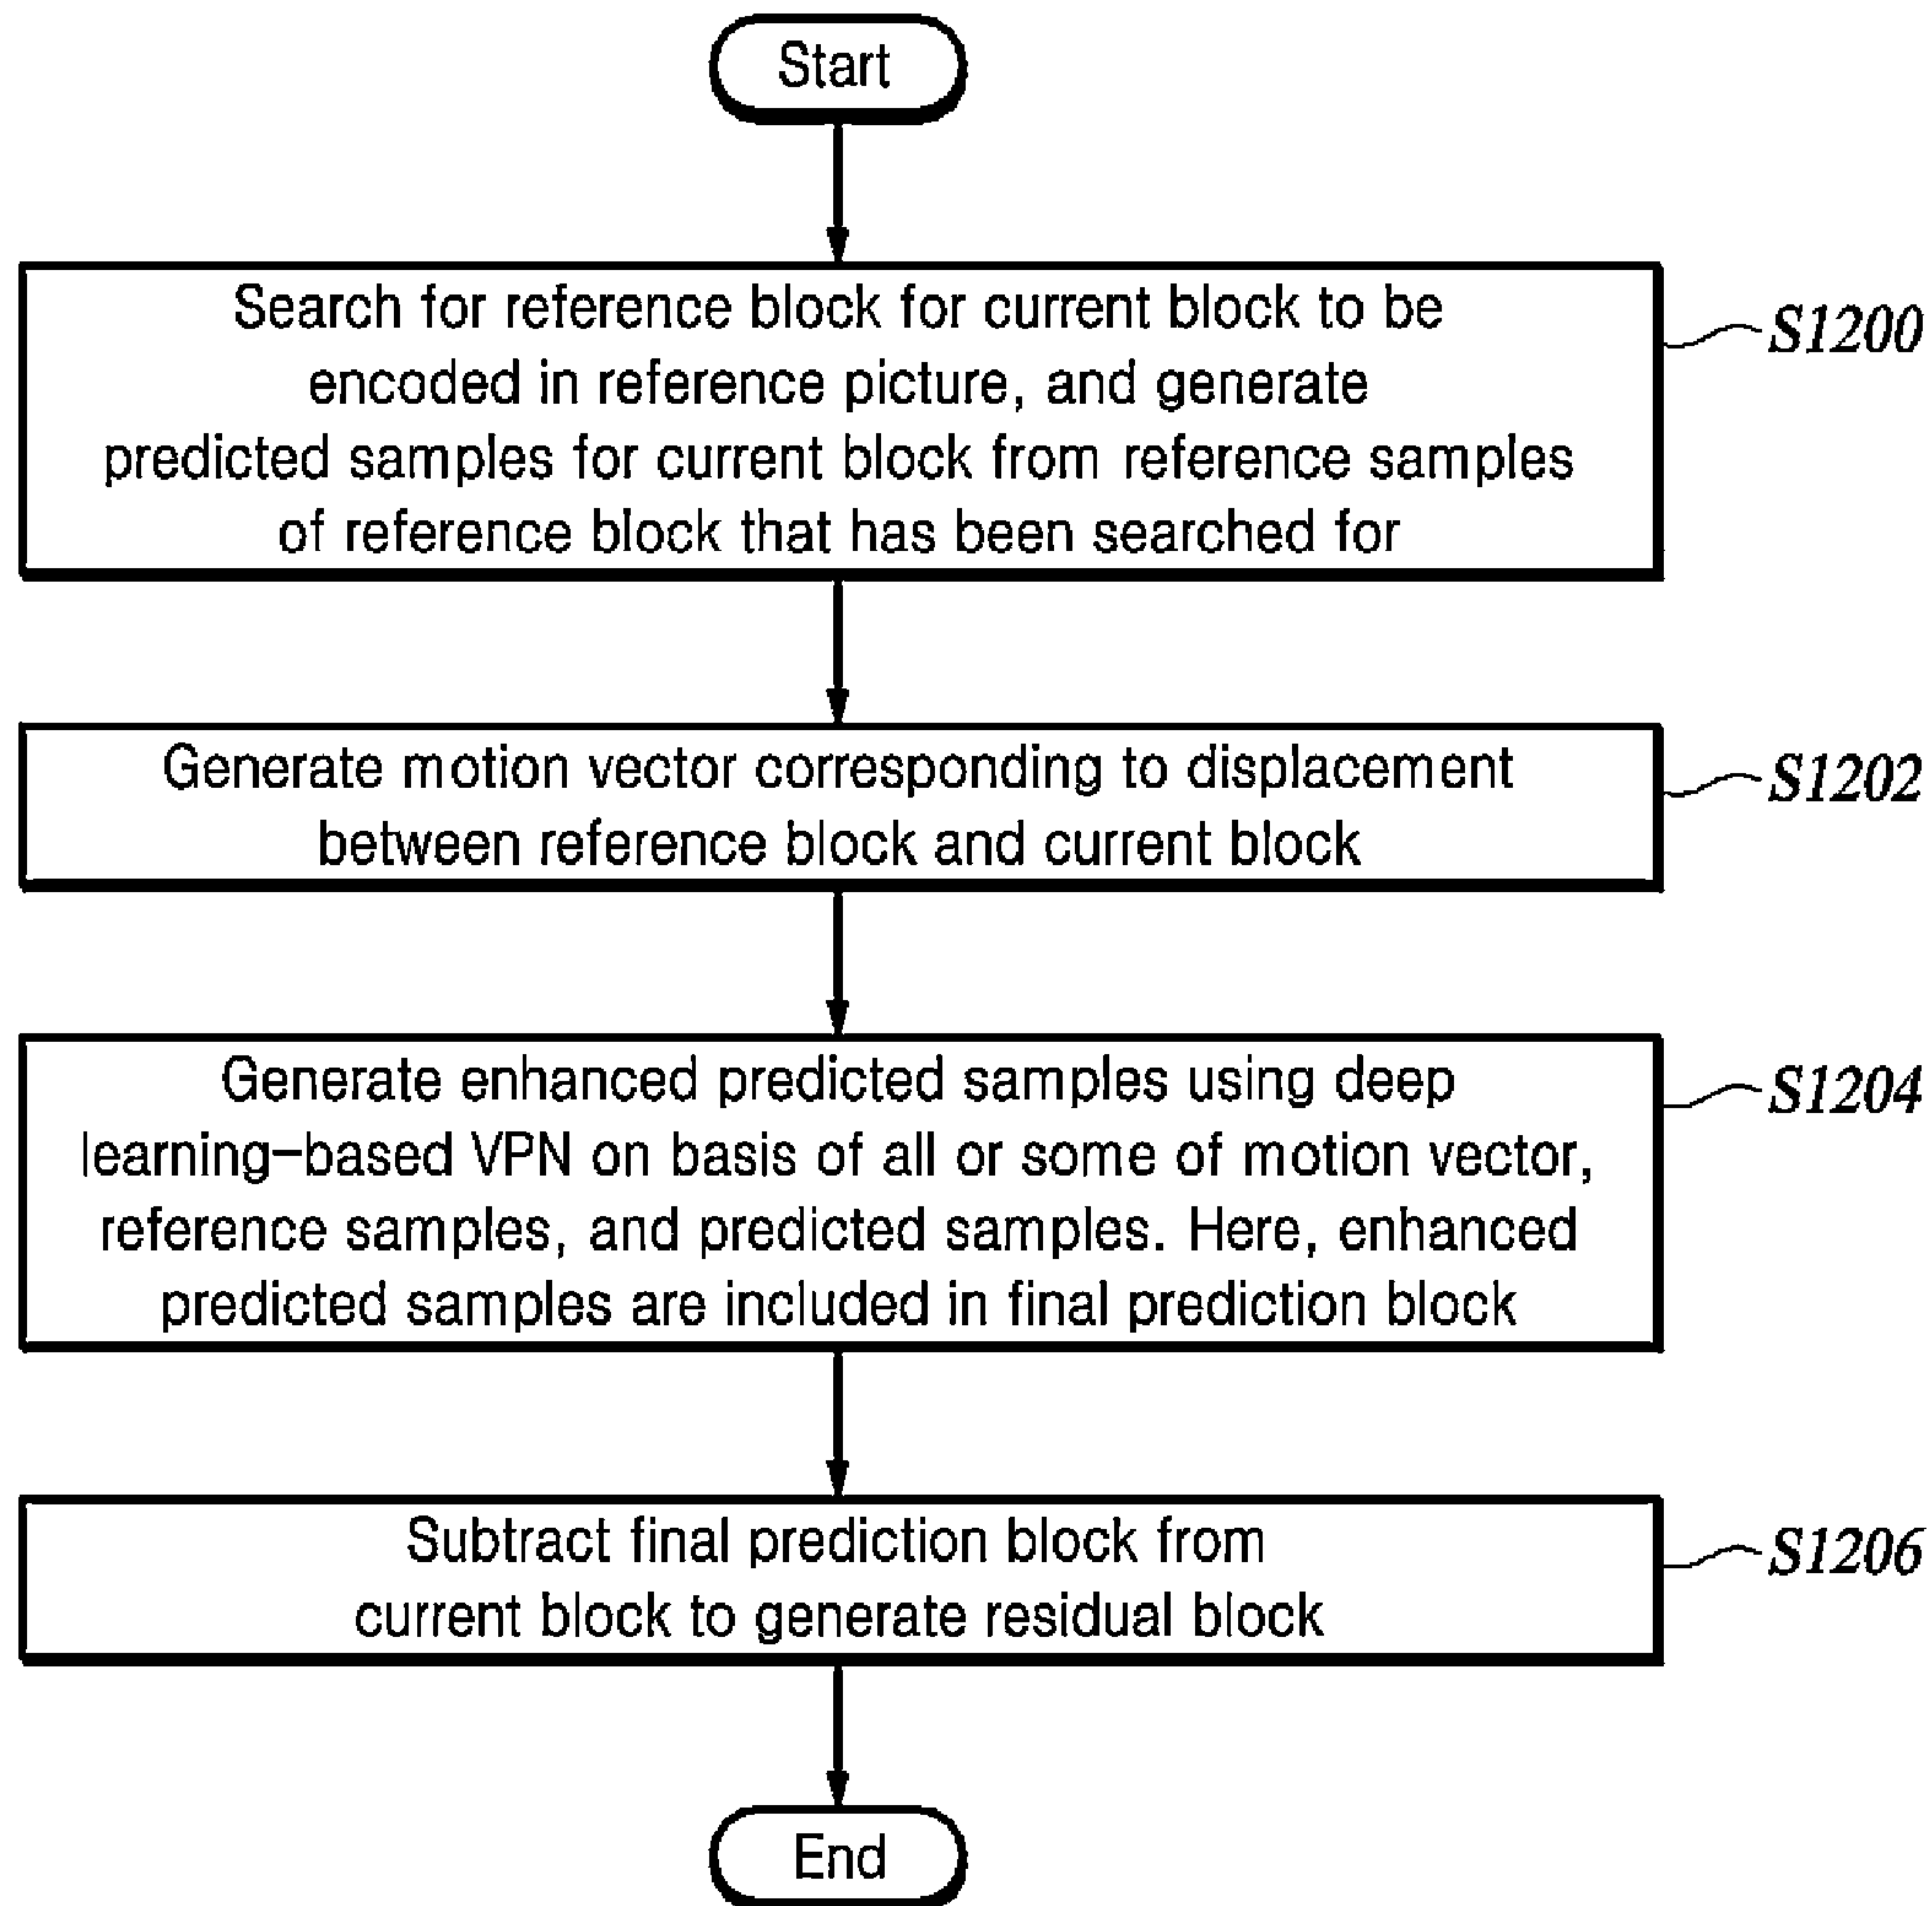 Start
Search for reference block for current block to be
encoded in reference picture, and generate
predicted samples for current block from reference samples
of reference block that has been searched for
S1200
Generate motion vector corresponding to displacement
between reference block and current block
S1202
Generate enhanced predicted samples using deep
learning-based VPN on basis of all or some of motion vector,
reference samples, and predicted samples. Here, enhanced
predicted samples are included in final prediction block
S1204
Subtract final prediction block from
current block to generate residual block
S1206
End